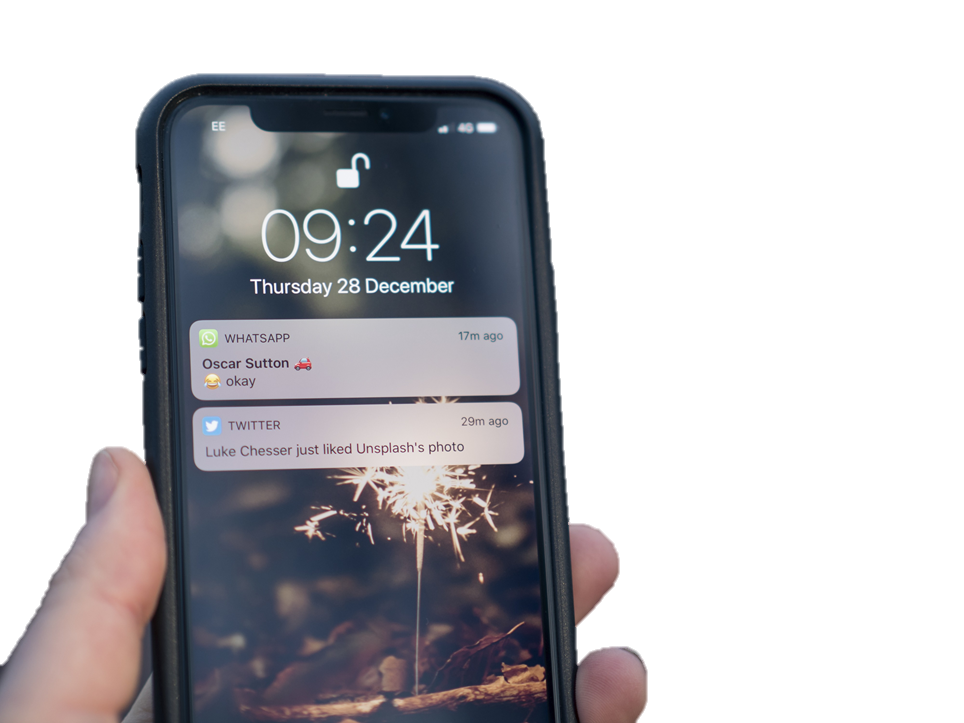 EE 4G
09:24
Thursday 28 December
WHATSAPP 17m ago
Oscar Sutton 🚗
😂 okay
TWITTER 29m ago
Luke Chesser just liked Unsplash's photo